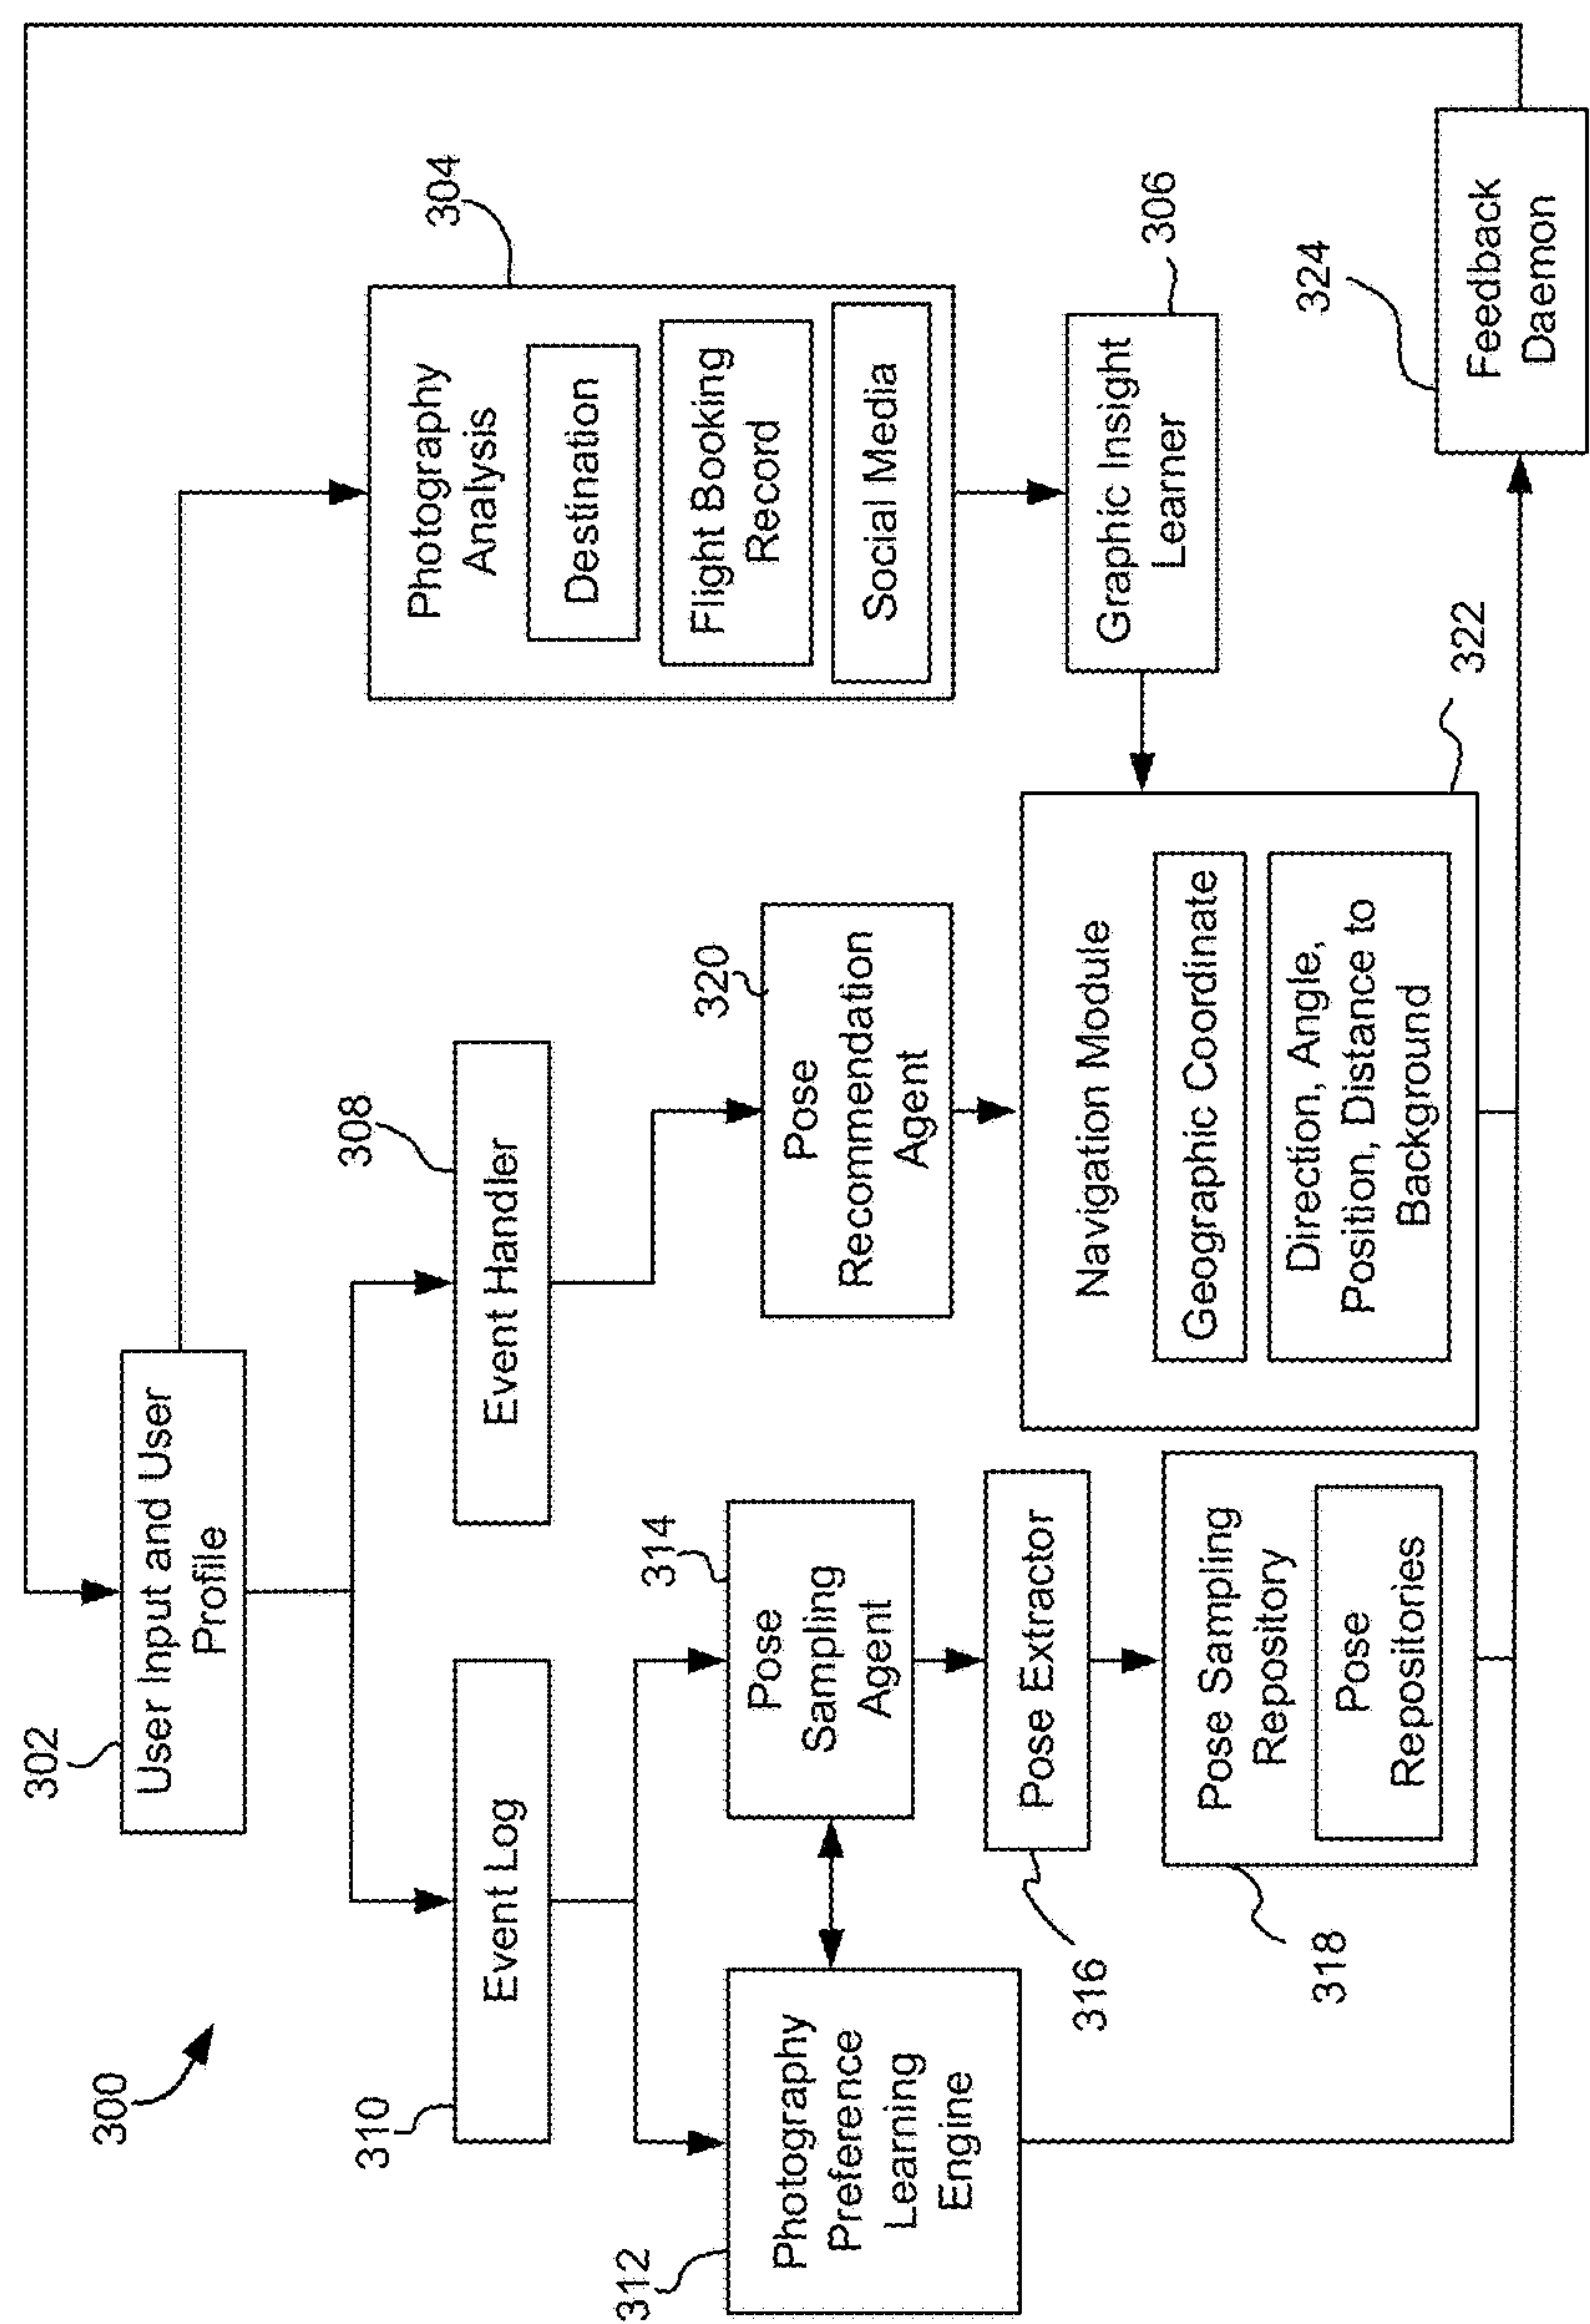 300
302
User Input and User
Profile
304
Photography
Analysis
Destination
Flight Booking
Record
Social Media
306
Graphic Insight
Learner
308
Event Handler
310
Event Log
312
Photography
Preference
Learning
Engine
314
Pose
Sampling
Agent
316
Pose Extractor
318
Pose Sampling
Repository
Pose
Repositories
320
Pose
Recommendation
Agent
322
Navigation Module
Geographic Coordinate
Direction, Angle,
Position, Distance to
Background
324
Feedback
Daemon